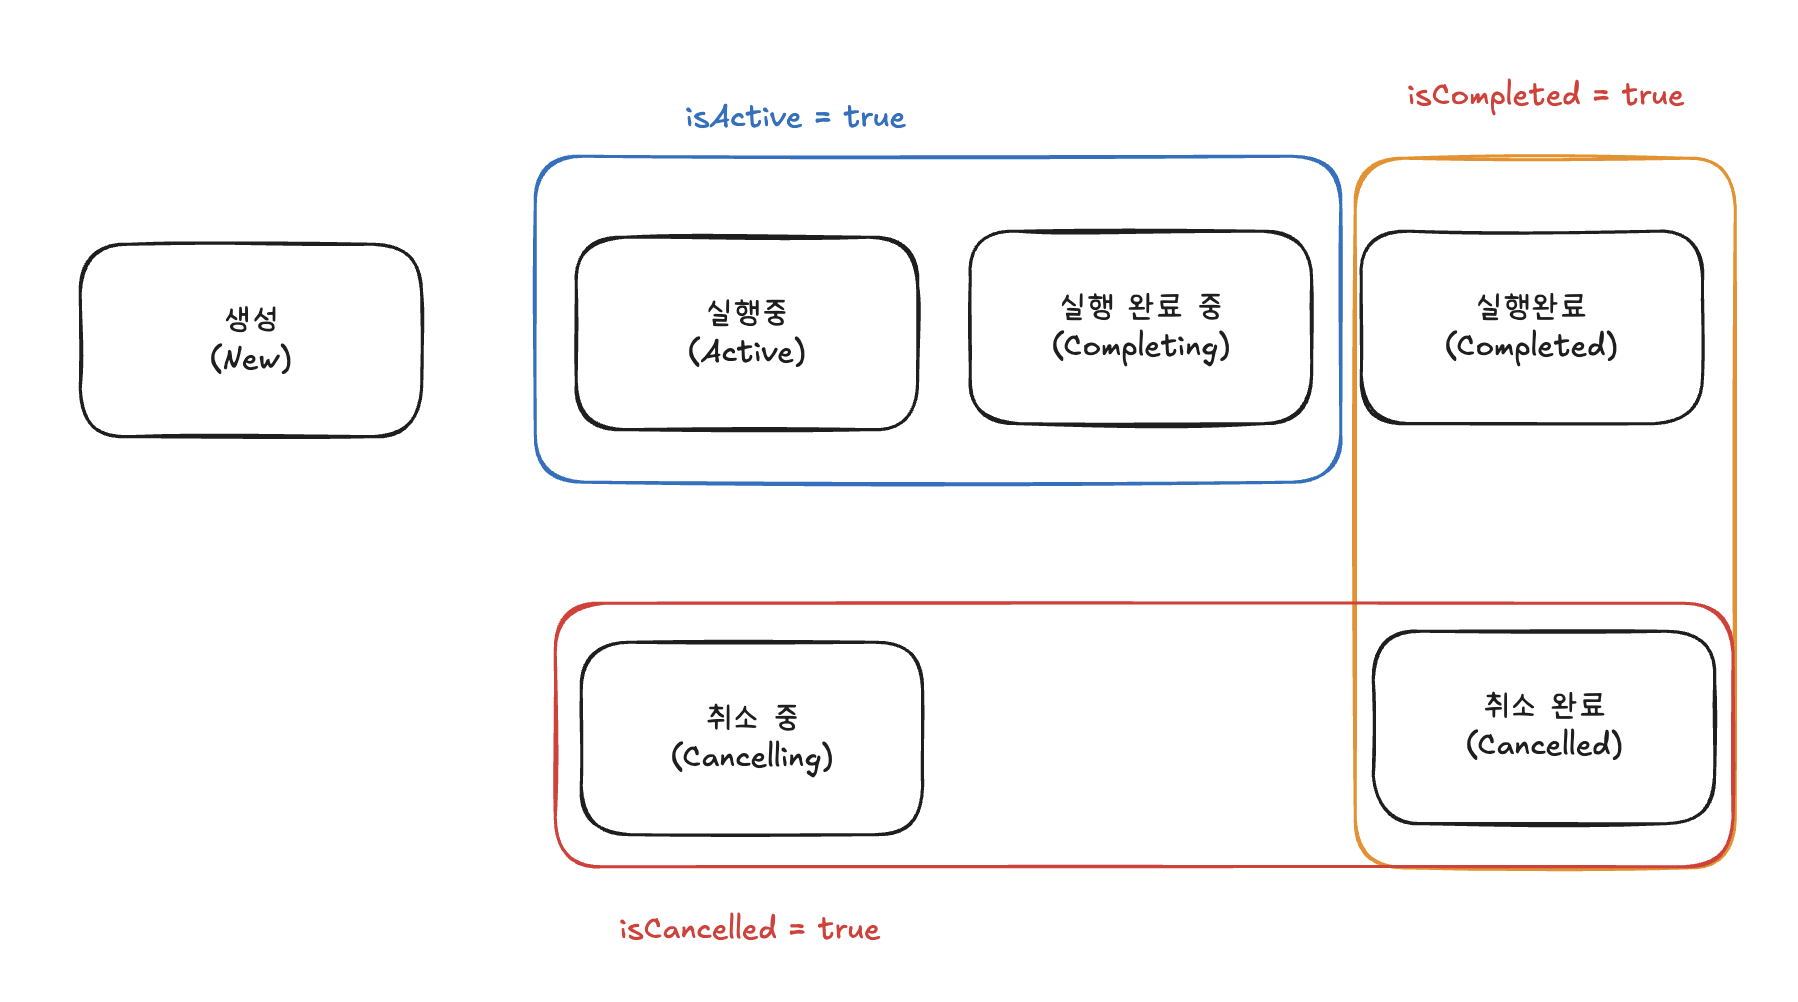 isActive = true
isCompleted = true
생성
(New)
실행중
(Active)
실행 완료 중
(Completing)
실행완료
(Completed)
취소 중
(Cancelling)
취소 완료
(Cancelled)
isCancelled = true